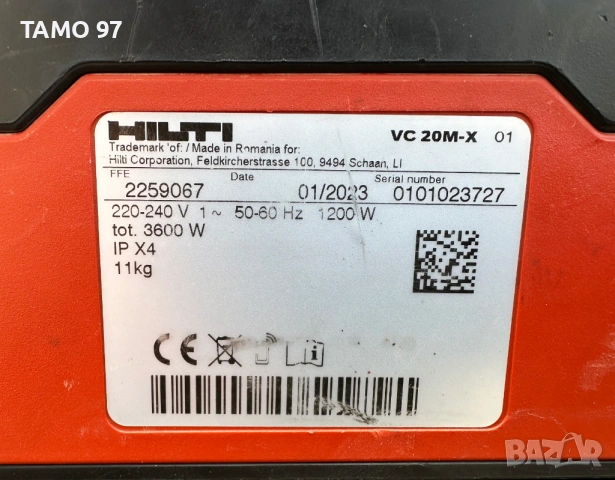 TAMO 97
HILTI VC 20M-X 01
Trademark of: / Made in Romania for:
Hilti Corporation, Feldkircherstrasse 100, 9494 Schaan, LI
FFE Date Serial number
2259067 01/2023 0101023727
220-240 V 1~ 50-60 Hz 1200 W
tot. 3600 W
IP X4
11kg
CE
BAZAR